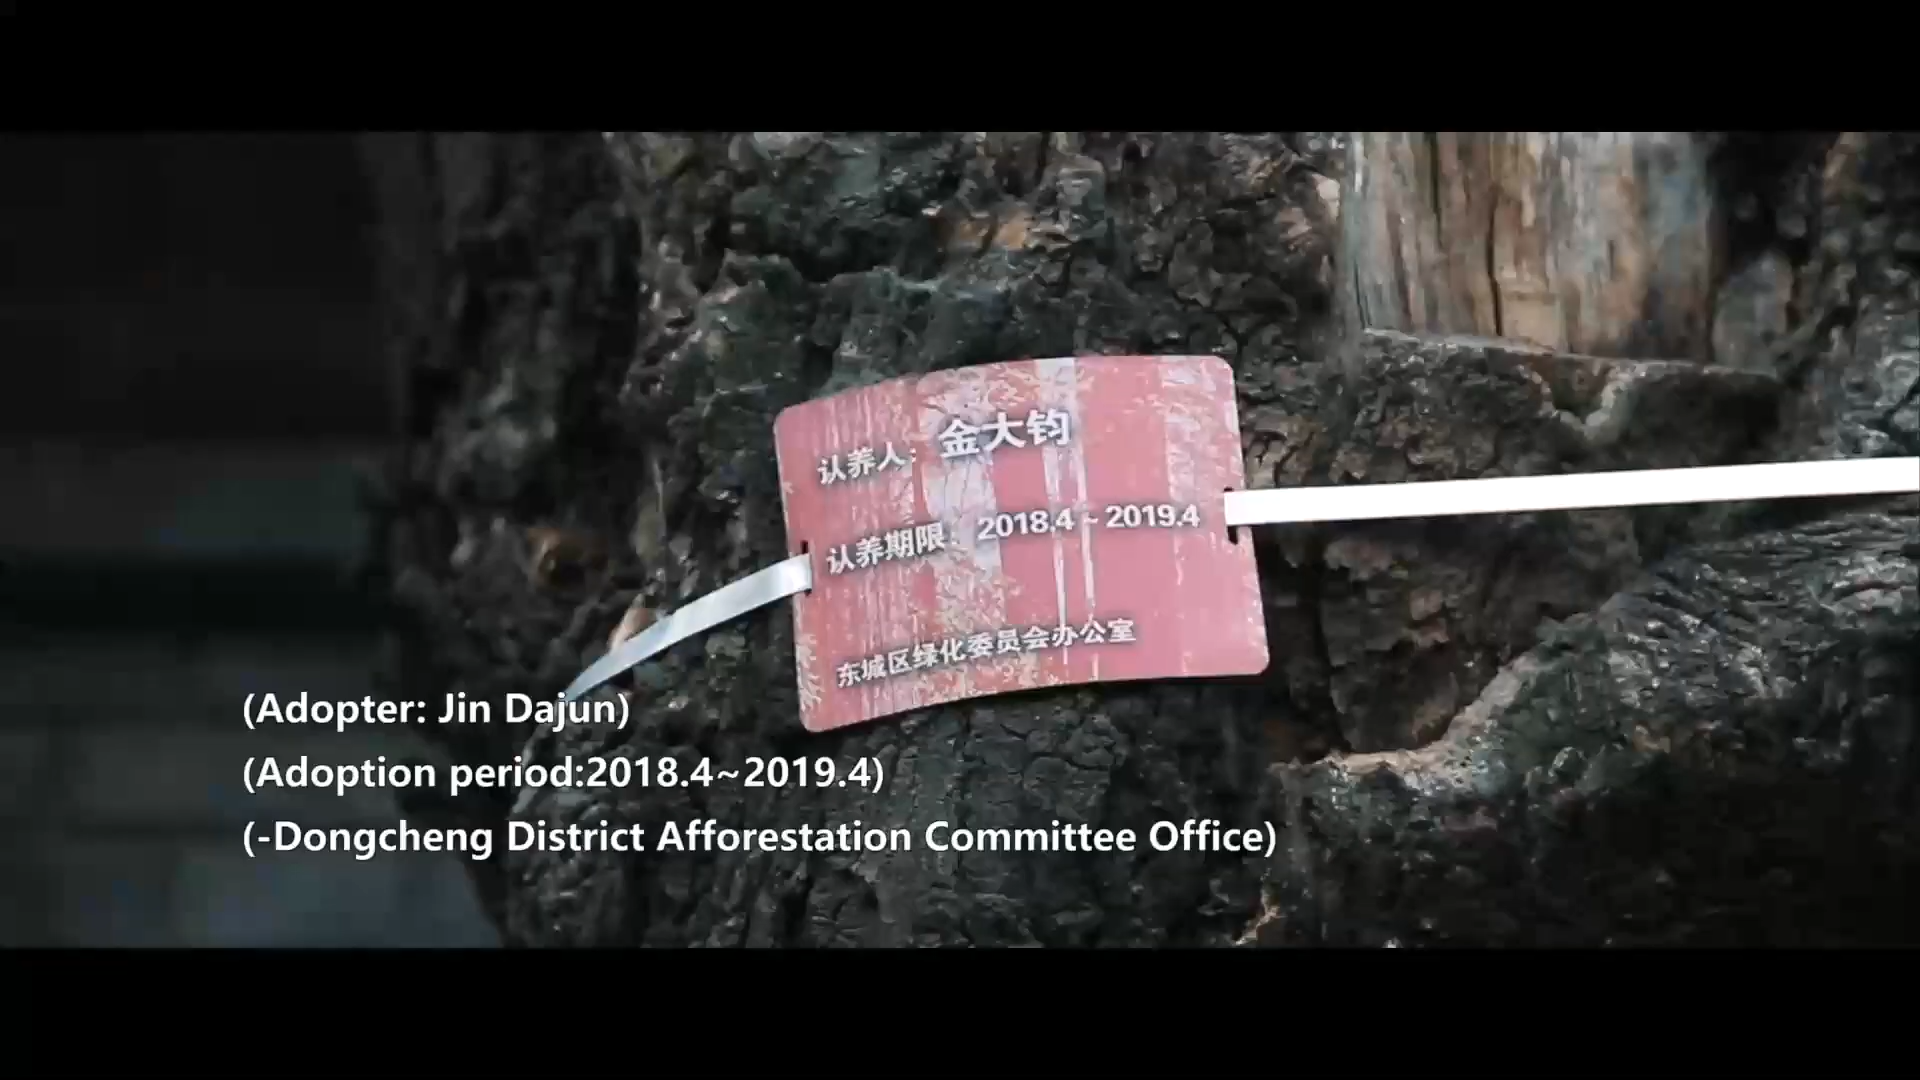 认养人：金大钧
认养期限：2018.4~2019.4
东城区绿化委员会办公室
(Adopter: Jin Dajun)
(Adoption period:2018.4~2019.4)
(-Dongcheng District Afforestation Committee Office)